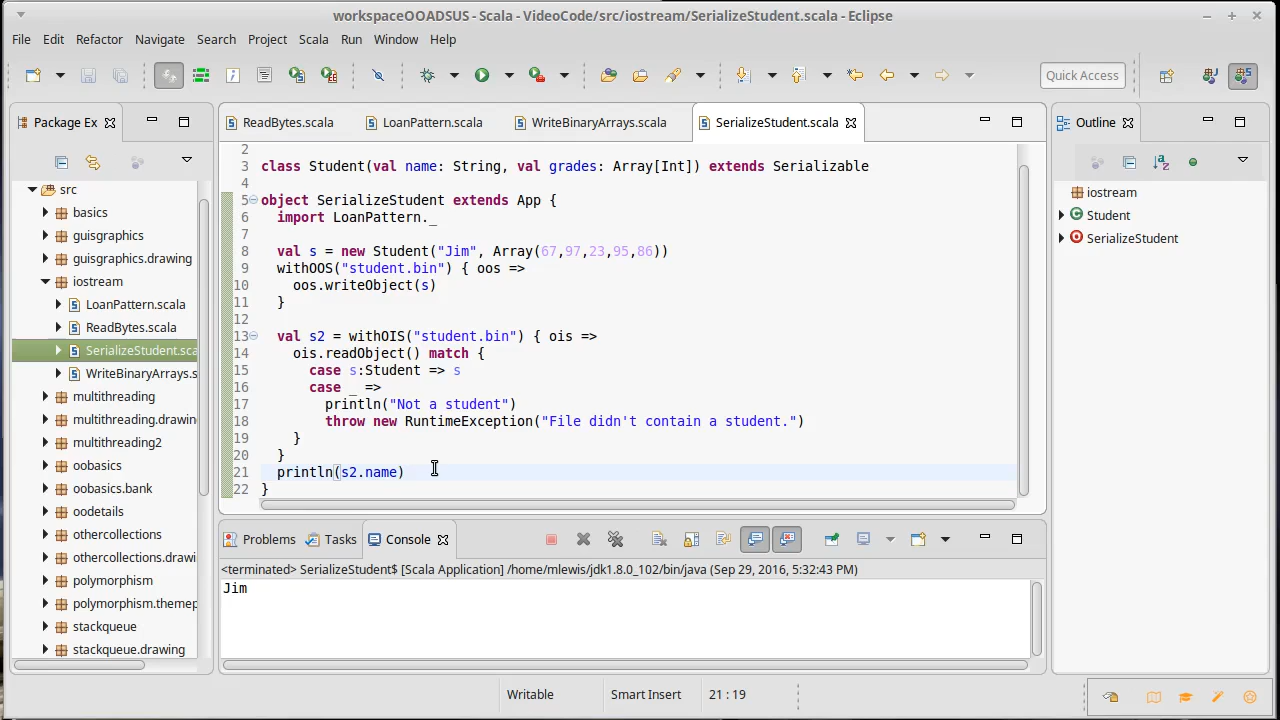 workspaceOOADSUS - Scala - VideoCode/src/iostream/SerializeStudent.scala - Eclipse
File Edit Refactor Navigate Search Project Scala Run Window Help
Quick Access
Package Ex
ReadBytes.scala LoanPattern.scala WriteBinaryArrays.scala SerializeStudent.scala
Outline
src
basics
guisgraphics
guisgraphics.drawing
iostream
LoanPattern.scala
ReadBytes.scala
SerializeStudent.sca
WriteBinaryArrays.s
multithreading
multithreading.drawin
multithreading2
oobasics
oobasics.bank
oodetails
othercollections
othercollections.drawi
polymorphism
polymorphism.themep
stackqueue
stackqueue.drawing
2
3 class Student(val name: String, val grades: Array[Int]) extends Serializable
4
5 object SerializeStudent extends App {
6 import LoanPattern._
7
8 val s = new Student("Jim", Array(67,97,23,95,86))
9 withOOS("student.bin") { oos =>
10 oos.writeObject(s)
11 }
12
13 val s2 = withOIS("student.bin") { ois =>
14 ois.readObject() match {
15 case s:Student => s
16 case _ =>
17 println("Not a student")
18 throw new RuntimeException("File didn't contain a student.")
19 }
20 }
21 println(s2.name)
22 }
iostream
Student
SerializeStudent
Problems Tasks Console
<terminated> SerializeStudent$ [Scala Application] /home/mlewis/jdk1.8.0_102/bin/java (Sep 29, 2016, 5:32:43 PM)
Jim
Writable Smart Insert 21 : 19